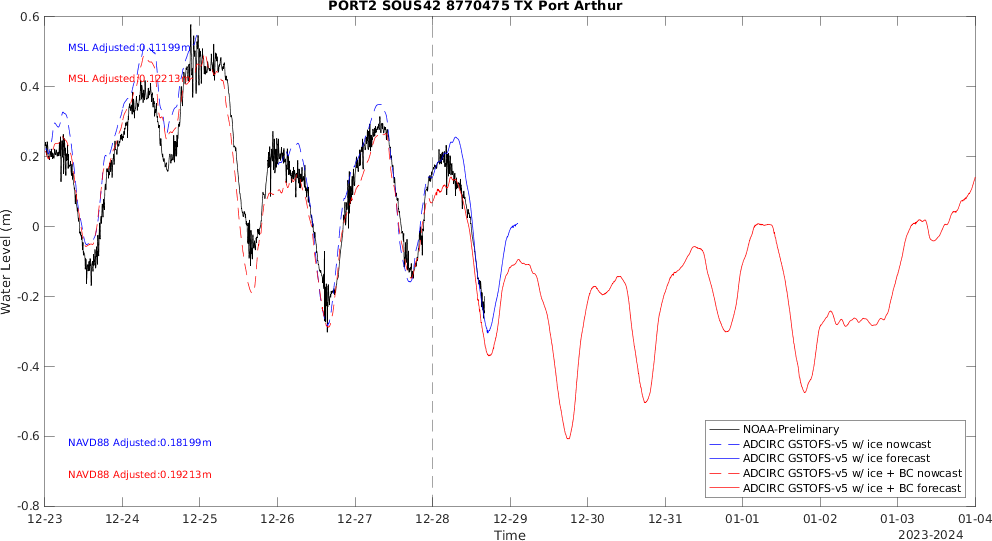 PORT2 SOUS42 8770475 TX Port Arthur
MSL Adjusted:0.11199m
MSL Adjusted:0.12213m
NAVD88 Adjusted:0.18199m
NAVD88 Adjusted:0.19213m
Water Level (m)
0.6
0.4
0.2
0
-0.2
-0.4
-0.6
-0.8
NOAA-Preliminary
ADCIRC GSTOFS-v5 w/ ice nowcast
ADCIRC GSTOFS-v5 w/ ice forecast
ADCIRC GSTOFS-v5 w/ ice + BC nowcast
ADCIRC GSTOFS-v5 w/ ice + BC forecast
12-23 12-24 12-25 12-26 12-27 12-28 12-29 12-30 12-31 01-01 01-02 01-03 01-04
Time
2023-2024